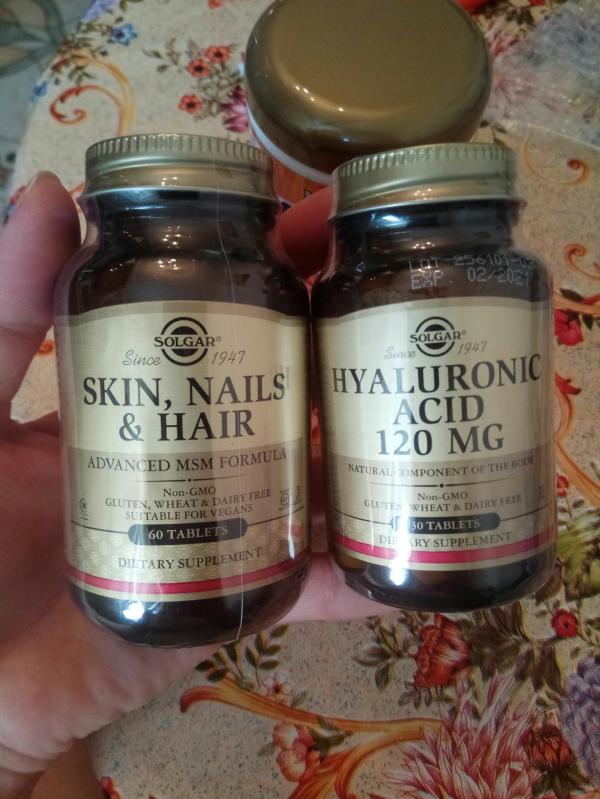 SOLGAR®
Since 1947
SKIN, NAILS
& HAIR
ADVANCED MSM FORMULA
Non-GMO
GLUTEN, WHEAT & DAIRY FREE
SUITABLE FOR VEGANS
60 TABLETS
DIETARY SUPPLEMENT
LOT 256101
EXP 02/2021
SOLGAR®
Since 1947
HYALURONIC
ACID
120 MG
NATURAL COMPONENT OF THE BODY
Non-GMO
GLUTEN, WHEAT & DAIRY FREE
30 TABLETS
DIETARY SUPPLEMENT